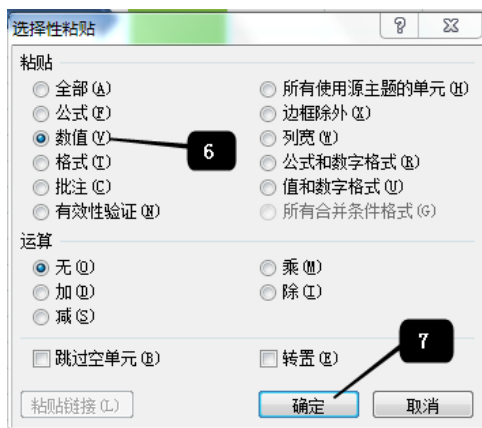 选择性粘贴
粘贴
全部(A)
所有使用源主题的单元(H)
公式(F)
边框除外(X)
数值(V)
6
列宽(W)
格式(T)
公式和数字格式(R)
批注(C)
值和数字格式(U)
有效性验证(N)
所有合并条件格式(G)
运算
无(O)
乘(M)
加(D)
除(I)
减(S)
7
跳过空单元(B)
转置(E)
粘贴链接(L)
确定
取消